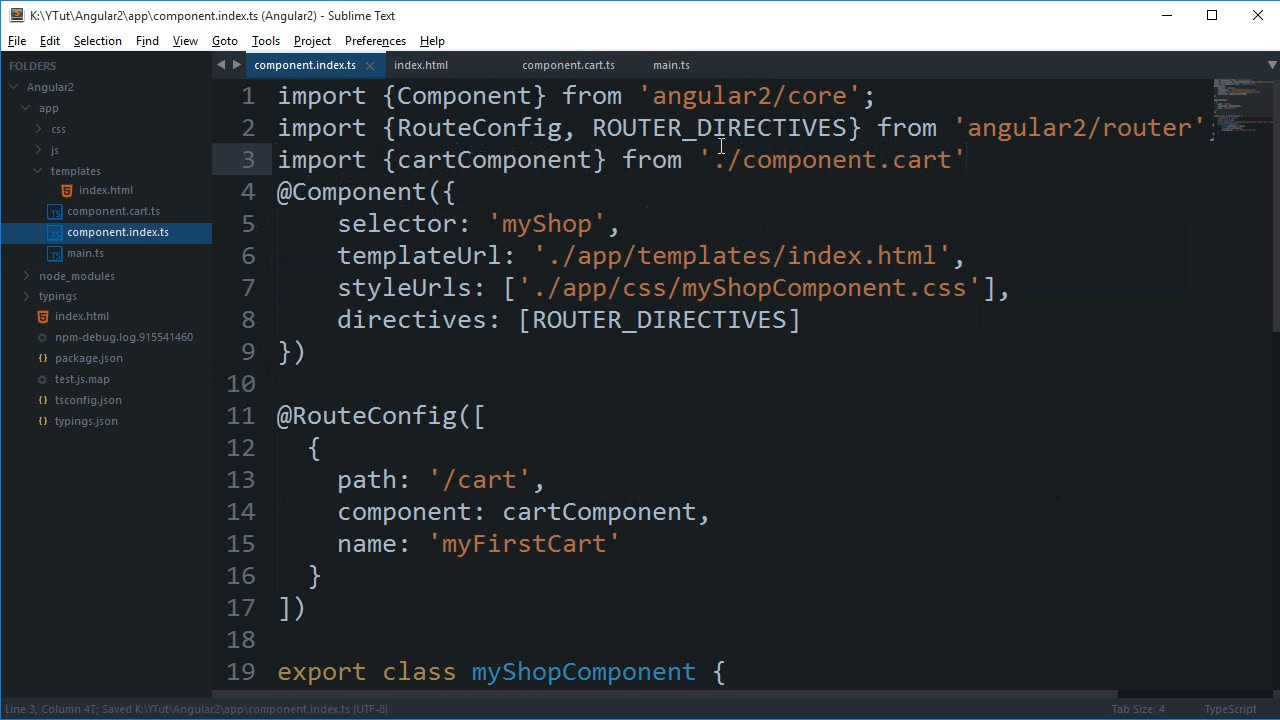 K:\YTut\Angular2\app\component.index.ts (Angular2) - Sublime Text
File Edit Selection Find View Goto Tools Project Preferences Help
FOLDERS
Angular2
app
css
js
templates
index.html
component.cart.ts
component.index.ts
main.ts
node_modules
typings
index.html
npm-debug.log.915541460
package.json
test.js.map
tsconfig.json
typings.json
component.index.ts index.html component.cart.ts main.ts
1 import {Component} from 'angular2/core';
2 import {RouteConfig, ROUTER_DIRECTIVES} from 'angular2/router';
3 import {cartComponent} from './component.cart'
4 @Component({
5 selector: 'myShop',
6 templateUrl: './app/templates/index.html',
7 styleUrls: ['./app/css/myShopComponent.css'],
8 directives: [ROUTER_DIRECTIVES]
9 })
10
11 @RouteConfig([
12 {
13 path: '/cart',
14 component: cartComponent,
15 name: 'myFirstCart'
16 }
17 ])
18
19 export class myShopComponent {
Line 3, Column 47; Saved K:\YTut\Angular2\app\component.index.ts (UTF-8) Tab Size: 4 TypeScript